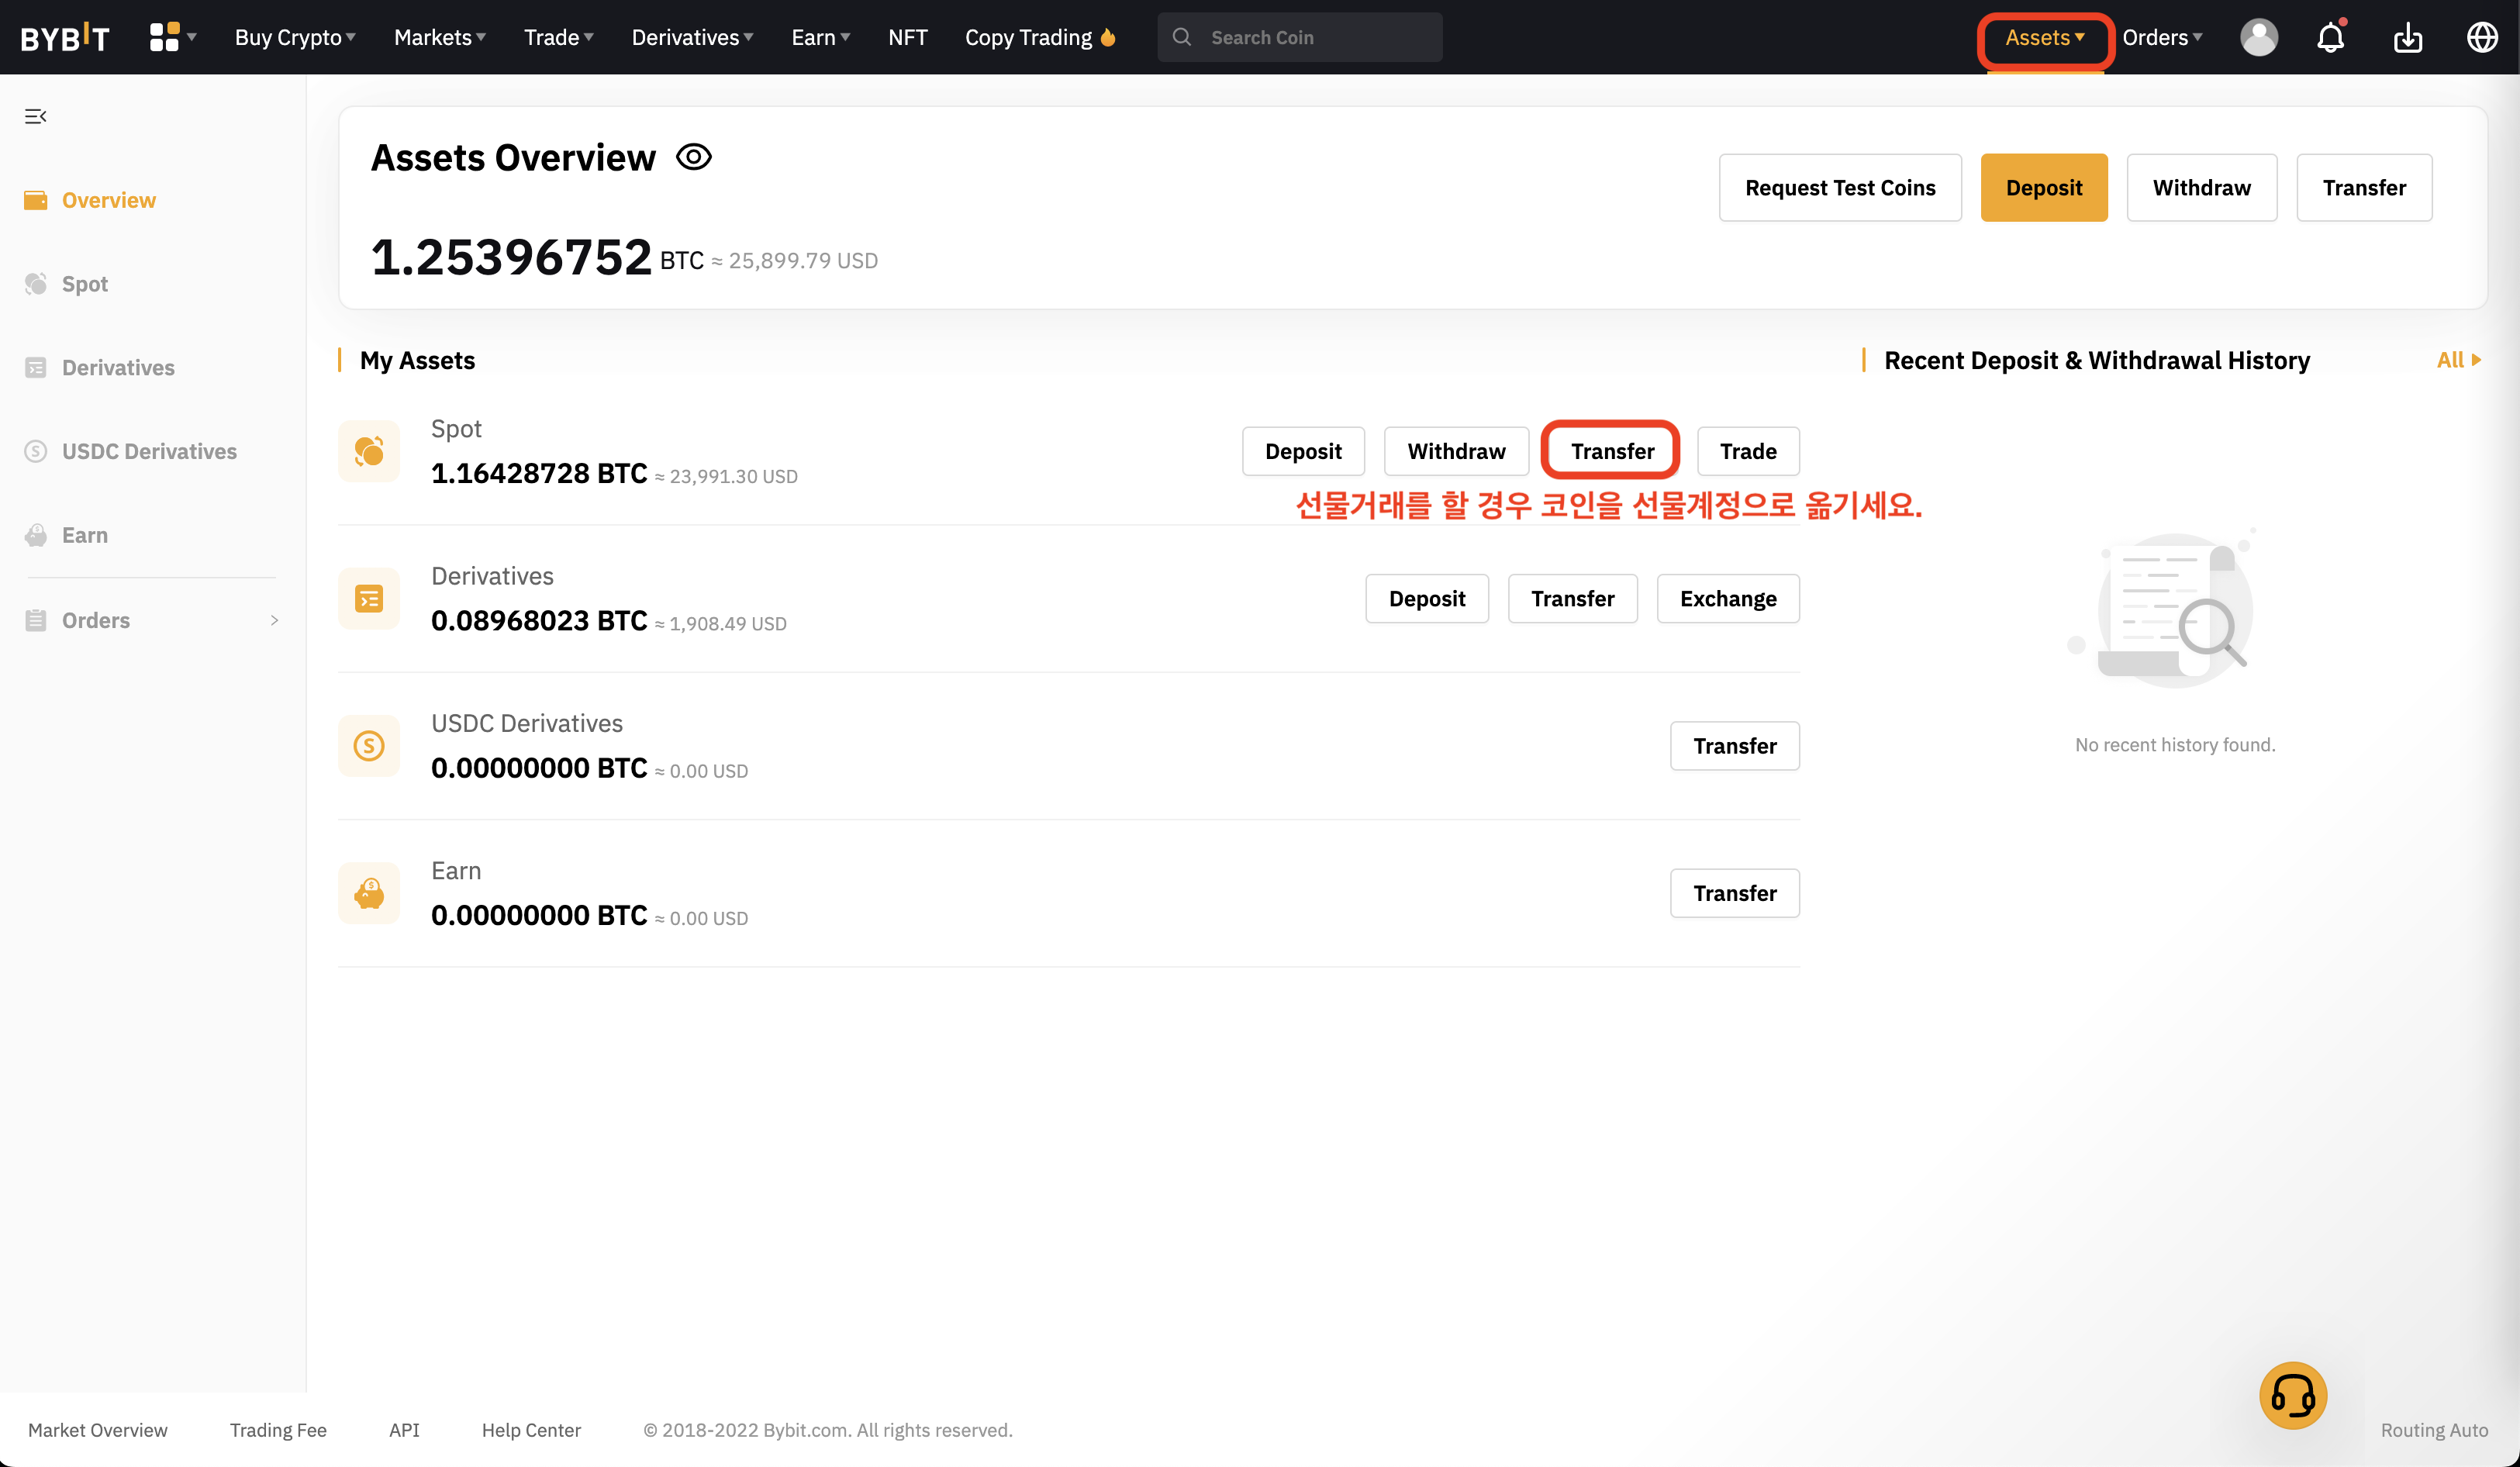 BYBIT
Buy Crypto
Markets
Trade
Derivatives
Earn
NFT
Copy Trading
Search Coin
Assets
Orders
Overview
Spot
Derivatives
USDC Derivatives
Earn
Orders
Assets Overview
1.25396752 BTC ≈ 25,899.79 USD
Request Test Coins
Deposit
Withdraw
Transfer
My Assets
Spot
1.16428728 BTC ≈ 23,991.30 USD
Deposit
Withdraw
Transfer
Trade
선물거래를 할 경우 코인을 선물계정으로 옮기세요.
Derivatives
0.08968023 BTC ≈ 1,908.49 USD
Deposit
Transfer
Exchange
USDC Derivatives
0.00000000 BTC ≈ 0.00 USD
Transfer
Earn
0.00000000 BTC ≈ 0.00 USD
Transfer
Recent Deposit & Withdrawal History
All
No recent history found.
Market Overview
Trading Fee
API
Help Center
© 2018-2022 Bybit.com. All rights reserved.
Routing Auto